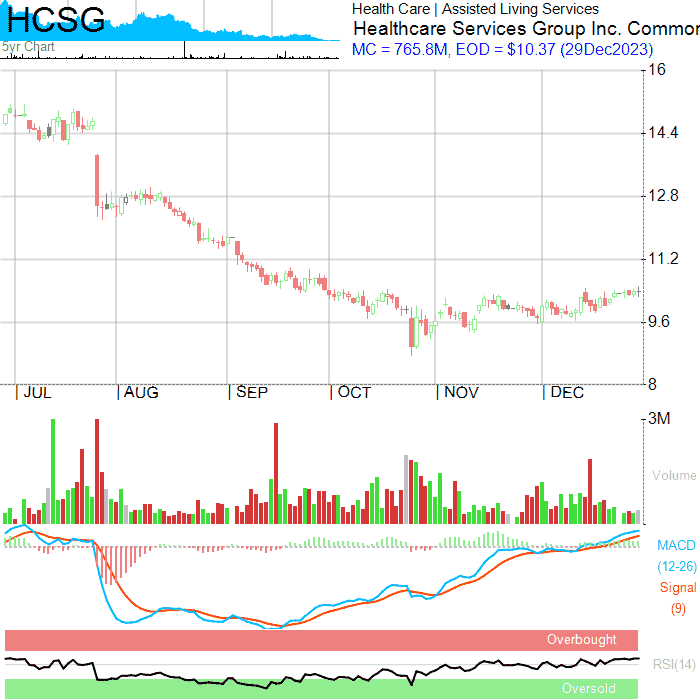 HCSG
5yr Chart
Health Care | Assisted Living Services
Healthcare Services Group Inc. Common
MC = 765.8M, EOD = $10.37 (29Dec2023)
16
14.4
12.8
11.2
9.6
8
JUL AUG SEP OCT NOV DEC
3M
Volume
MACD
(12-26)
Signal
(9)
Overbought
RSI(14)
Oversold